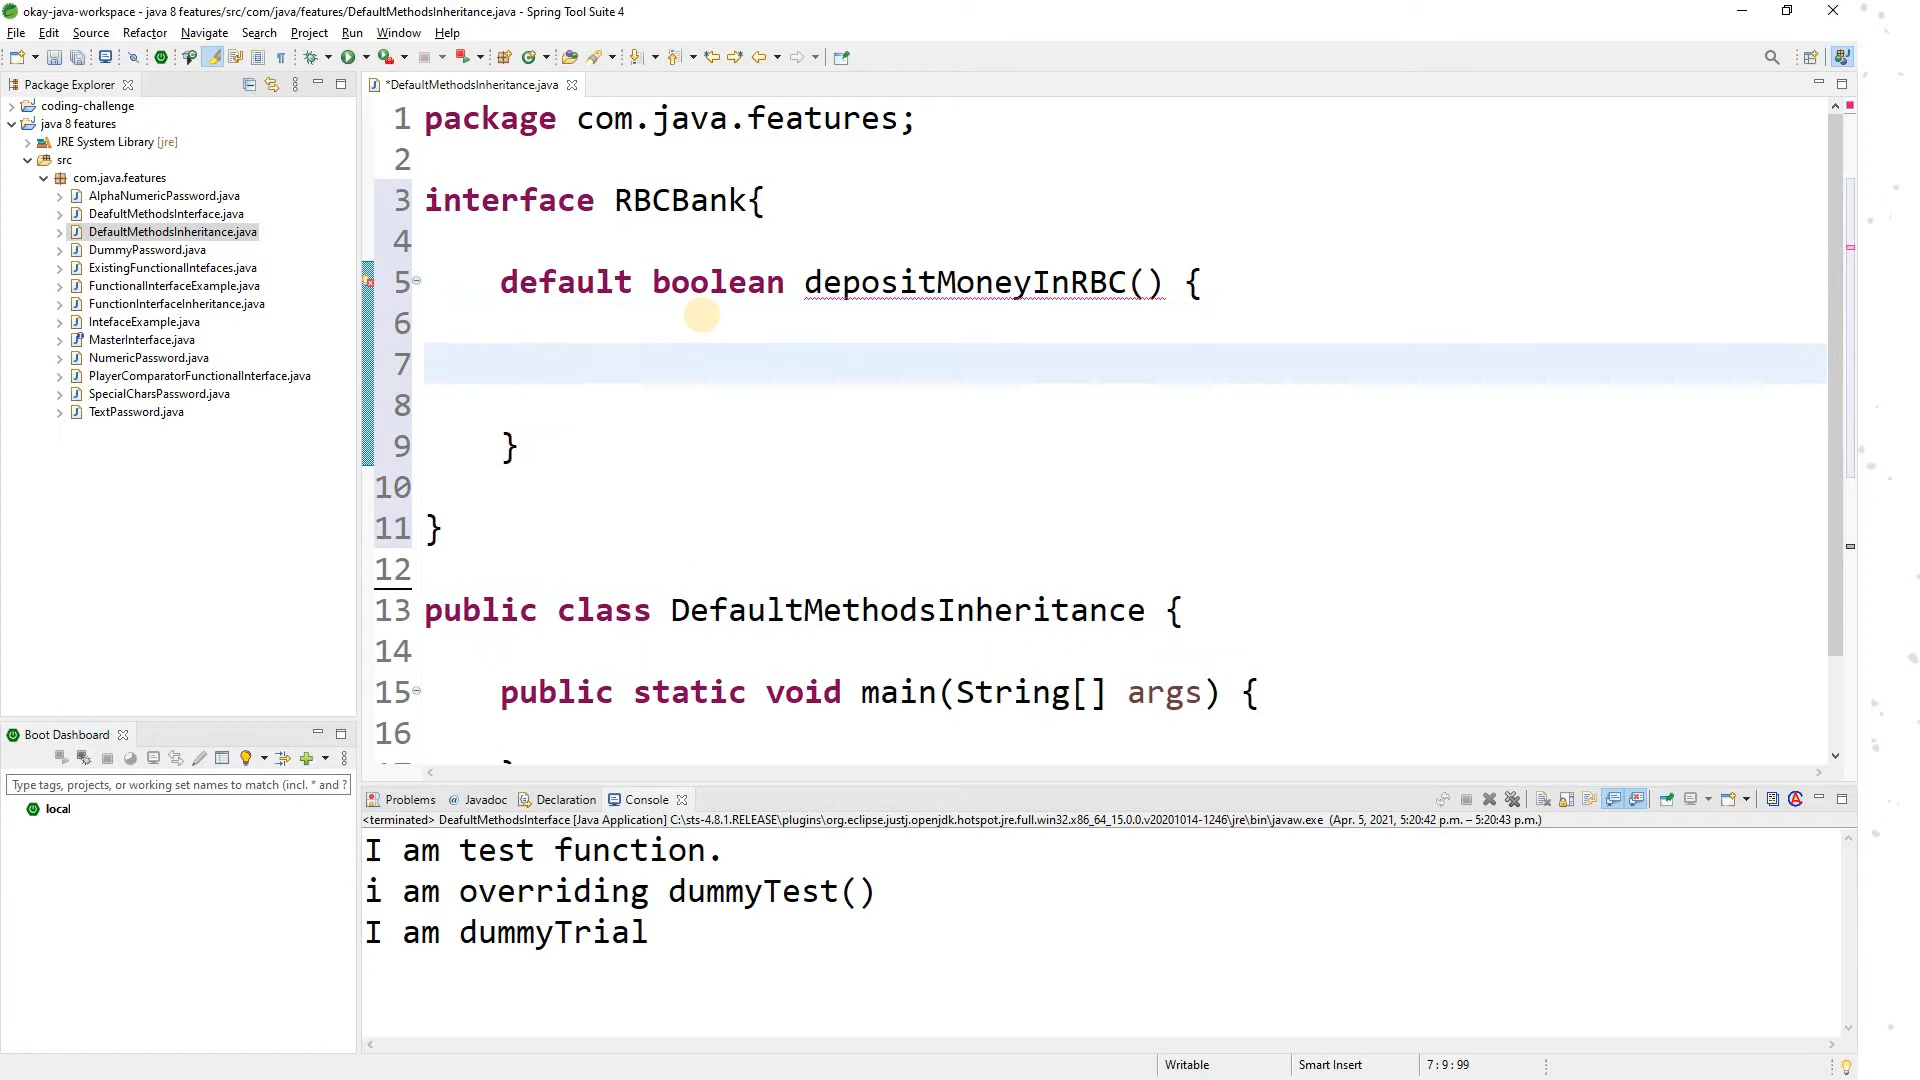 okay-java-workspace - java 8 features/src/com/java/features/DefaultMethodsInheritance.java - Spring Tool Suite 4
File Edit Source Refactor Navigate Search Project Run Window Help
Package Explorer
coding-challenge
java 8 features
JRE System Library [jre]
src
com.java.features
AlphaNumericPassword.java
DeafultMethodsInterface.java
DefaultMethodsInheritance.java
DummyPassword.java
ExistingFunctionalIntefaces.java
FunctionalInterfaceExample.java
FunctionInterfaceInheritance.java
IntefaceExample.java
MasterInterface.java
NumericPassword.java
PlayerComparatorFunctionalInterface.java
SpecialCharsPassword.java
TextPassword.java
*DefaultMethodsInheritance.java
1 package com.java.features;
2
3 interface RBCBank{
4
5 default boolean depositMoneyInRBC() {
6
7
8
9 }
10
11 }
12
13 public class DefaultMethodsInheritance {
14
15 public static void main(String[] args) {
16
Boot Dashboard
Type tags, projects, or working set names to match (incl. * and ?
local
Problems @ Javadoc Declaration Console
<terminated> DeafultMethodsInterface [Java Application] C:\sts-4.8.1.RELEASE\plugins\org.eclipse.justj.openjdk.hotspot.jre.full.win32.x86_64_15.0.0.v20201014-1246\jre\bin\javaw.exe (Apr. 5, 2021, 5:20:42 p.m. – 5:20:43 p.m.)
I am test function.
i am overriding dummyTest()
I am dummyTrial
Writable Smart Insert 7 : 9 : 99